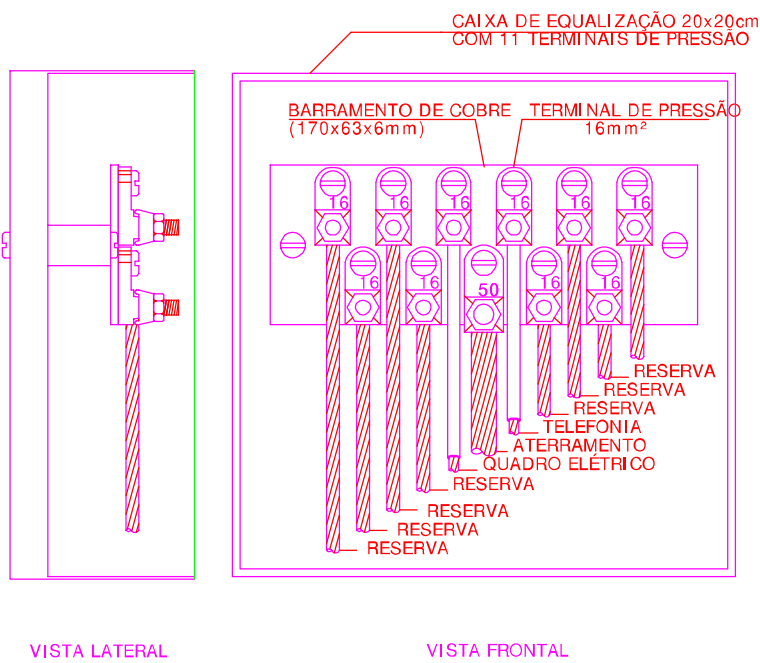 CAIXA DE EQUALIZAÇÃO 20x20cm
COM 11 TERMINAIS DE PRESSÃO
BARRAMENTO DE COBRE
(170x63x6mm)
TERMINAL DE PRESSÃO
16mm²
16 16 16 16 16 16
16 16 50 16 16
RESERVA
RESERVA
RESERVA
TELEFONIA
ATERRAMENTO
QUADRO ELÉTRICO
RESERVA
RESERVA
RESERVA
RESERVA
VISTA LATERAL
VISTA FRONTAL